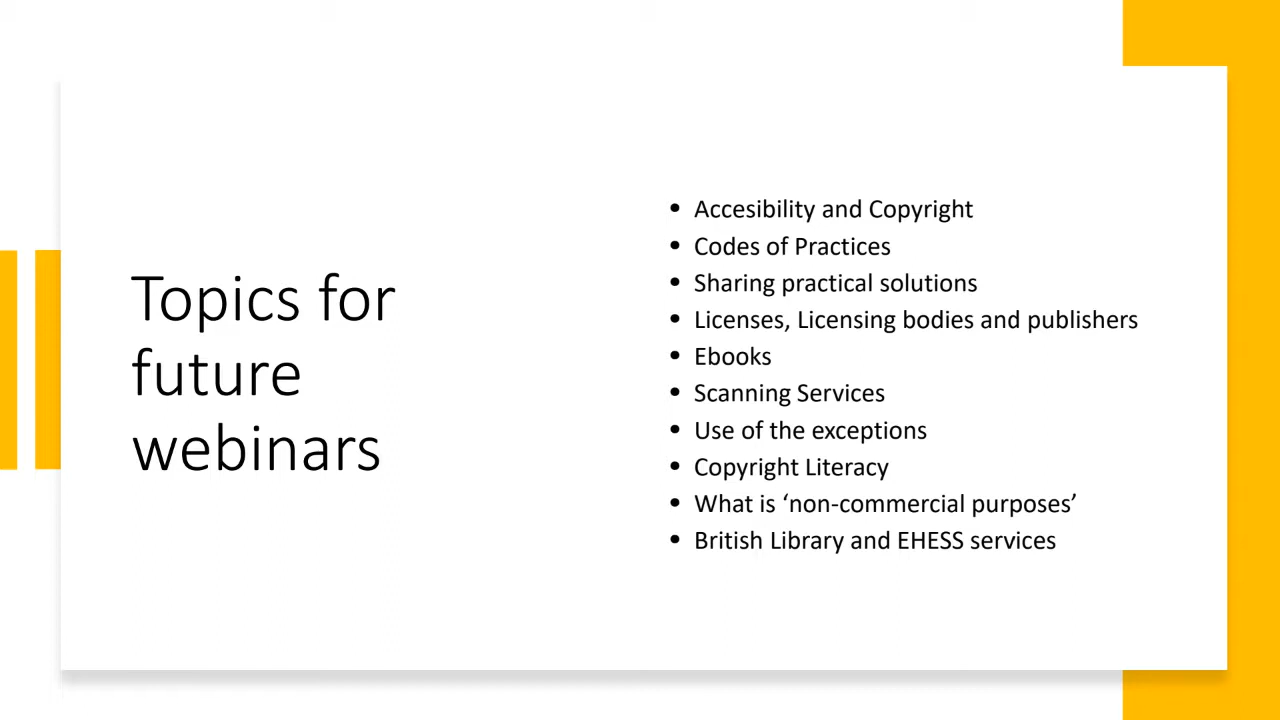 Topics for
future
webinars
• Accesibility and Copyright
• Codes of Practices
• Sharing practical solutions
• Licenses, Licensing bodies and publishers
• Ebooks
• Scanning Services
• Use of the exceptions
• Copyright Literacy
• What is ‘non-commercial purposes’
• British Library and EHESS services